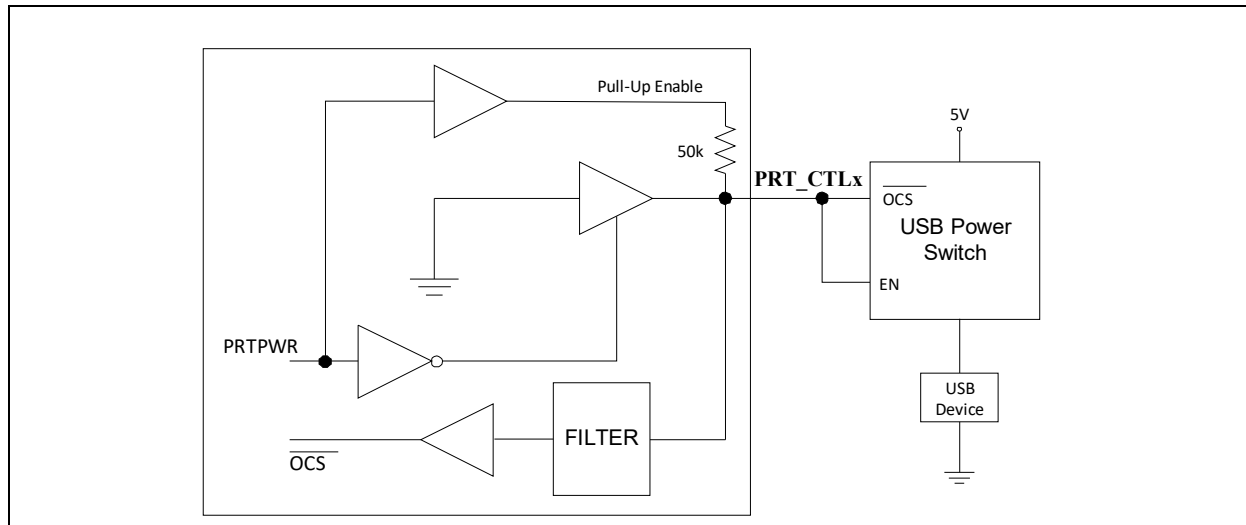 Pull-Up Enable
5V
50k
PRT_CTLx
OCS
USB Power
Switch
EN
PRTPWR
USB
Device
FILTER
OCS